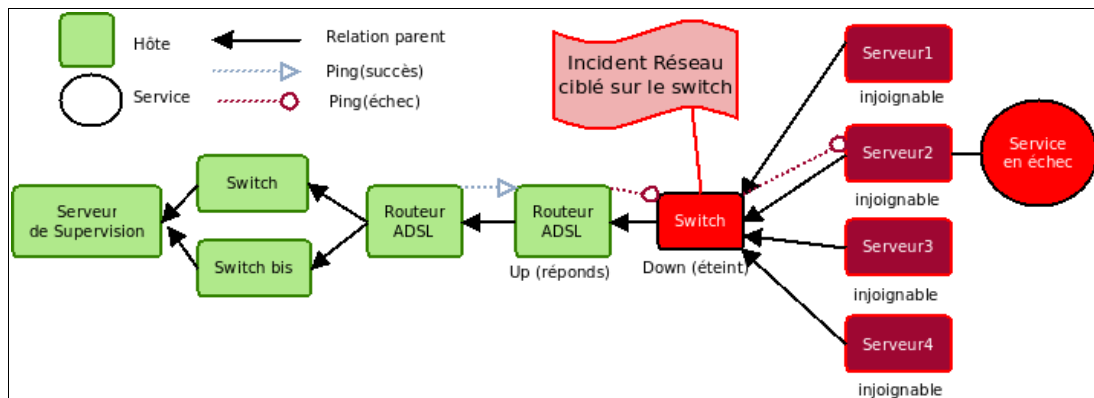 Hôte
Service
Relation parent
Ping(succès)
Ping(échec)
Incident Réseau
ciblé sur le switch
Serveur1
injoignable
Serveur2
injoignable
Service
en échec
Serveur
de Supervision
Switch
Switch bis
Routeur
ADSL
Routeur
ADSL
Up (réponds)
Switch
Down (éteint)
Serveur3
injoignable
Serveur4
injoignable